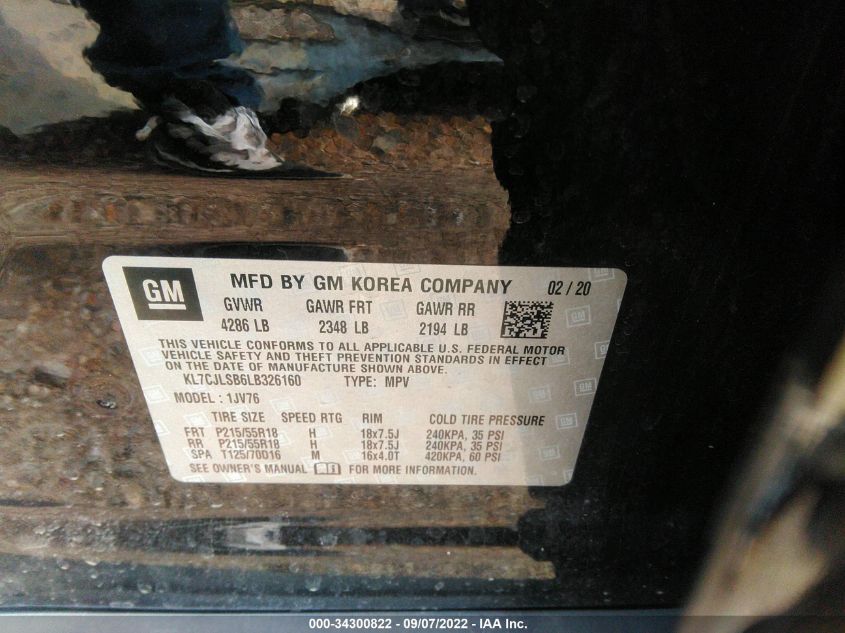 GM
MFD BY GM KOREA COMPANY 02 / 20
GVWR GAWR FRT GAWR RR
4286 LB 2348 LB 2194 LB
THIS VEHICLE CONFORMS TO ALL APPLICABLE U.S. FEDERAL MOTOR
VEHICLE SAFETY AND THEFT PREVENTION STANDARDS IN EFFECT
ON THE DATE OF MANUFACTURE SHOWN ABOVE.
KL7CJLSB6LB326160 TYPE: MPV
MODEL : 1JV76
TIRE SIZE SPEED RTG RIM COLD TIRE PRESSURE
FRT P215/55R18 H 18x7.5J 240KPA, 35 PSI
RR P215/55R18 H 18x7.5J 240KPA, 35 PSI
SPA T125/70D16 M 16x4.0T 420KPA, 60 PSI
SEE OWNER'S MANUAL FOR MORE INFORMATION.
000-34300822 - 09/07/2022 - IAA Inc.